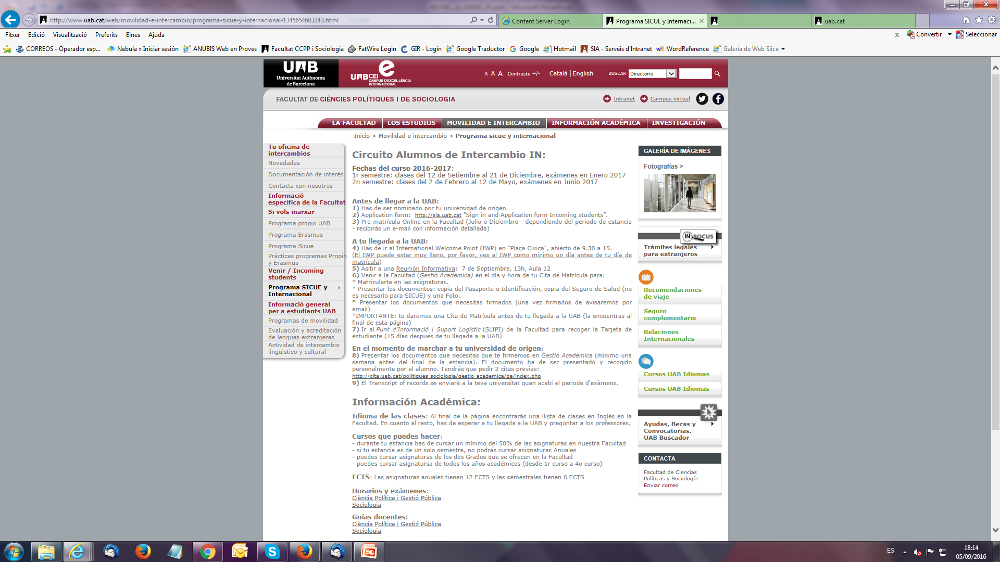 http://www.uab.cat/web/movilidad-e-intercambio/programa-sicue-y-internacional-1345654603243.html
Content Server Login
Programa SICUE y Internaci...
uab.cat
Fitxer Edició Visualització Preferits Eines Ajuda
x Convertir Seleccionar
CORREOS - Operador esp... Nebula » Iniciar sesión ANUBIS Web en Proves Facultat CCPP i Sociologia FatWire Login GIR - Login Google Traductor Google Hotmail SIA - Serveis d'Intranet WordReference Galería de Web Slice
UAB
Universitat Autònoma
de Barcelona
UAB CEI
CAMPUS D'EXCEL·LÈNCIA
INTERNACIONAL
A A A Contraste +/- Català | English BUSCAR Directorio
FACULTAT DE CIÈNCIES POLÍTIQUES I DE SOCIOLOGIA
Intranet Campus virtual
LA FACULTAD LOS ESTUDIOS MOVILIDAD E INTERCAMBIO INFORMACIÓN ACADÉMICA INVESTIGACIÓN
Inicio > Movilidad e intercambio > Programa sicue y internacional
Tu oficina de
intercambios
Novedades
Documentación de interés
Contacta con nosotros
Informació
específica de la Facultat
Si vols marxar
Programa propio UAB
Programa Erasmus
Programa Sicue
Prácticas programas Propio
y Erasmus
Venir / Incoming
students
Programa SICUE y
Internacional
Informació general
per a estudiants UAB
Programas de movilidad
Evaluación y acreditación
de lenguas extranjeras
Actividad de intercambio
lingüistico y cultural
Circuito Alumnos de Intercambio IN:
Fechas del curso 2016-2017:
1r semestre: clases del 12 de Setiembre al 21 de Diciembre, exámenes en Enero 2017
2n semestre: clases del 2 de Febrero al 12 de Mayo, exámenes en Junio 2017
Antes de llegar a la UAB:
1) Has de ser nominado por tu universidad de origen.
2) Application form: http://sia.uab.cat "Sign in and Application form Incoming students”.
3) Pre-matrícula Online en la Facultad (Julio o Diciembre - dependiendo del periodo de estancia
- recibirás un e-mail con información detallada)
A tu llegada a la UAB:
4) Has de ir al International Welcome Point (IWP) en "Plaça Civica", abierto de 9.30 a 15.
(El IWP puede estar muy lleno, por favor, ves al IWP como mínimo un día antes de tu día de
matrícula)
5) Asitir a una Reunión Informativa: 7 de Septiembre, 13h, Aula 12
6) Venir a la Facultad (Gestió Acadèmica) en el día y hora de tu Cita de Matrícula para:
* Matricularte en las asignaturas.
* Presentar los documentos: copia del Pasaporte o Identificación, copia del Seguro de Salud (no
es necesario para SICUE) y una Foto.
* Presentar los documentos que necesitas firmados (una vez firmados de avisaremos por
email)
*IMPORTANTE: te daremos una Cita de Matrícula antes de tu llegada a la UAB (la encuentras al
final de esta página)
7) Ir al Punt d'Informació i Suport Logístic (SLIPI) de la Facultad para recoger la Tarjeta de
estudiante (15 días después de tu llegada a la UAB)
En el momento de marchar a tu universidad de origen:
8) Presentar los documentos que necesitas que te firmemos en Gestió Acadèmica (mínimo una
semana antes del final de la estancia). El documento ha de ser presentado y recogido
personalmente por el alumno. Tendrás que pedir 2 citas previas:
http://cita.uab.cat/politiques-sociologia/gestio-academica/qa/index.php
9) El Transcript of records se enviarà a la teva universitat quan acabi el periode d'exàmens.
Información Académica:
Idioma de las clases: Al final de la página encontrarás una llista de clases en Inglés en la
Facultad. En cuanto al resto, has de esperar a tu llegada a la UAB y preguntar a los professores.
Cursos que puedes hacer:
- durante tu estancia has de cursar un mínimo del 50% de las asignaturas en nuestra Facultad
- si tu estancia es de un solo semestre, no podrás cursar asignaturas Anuales
- puedes cursar asignaturas de los dos Grados que se ofrecen en la Facultad
- puedes cursar asignatursa de todos los años académicos (desde 1r curso a 4o curso)
ECTS: Las asignaturas anuales tienen 12 ECTS y las semestrales tienen 6 ECTS
Horarios y exámenes:
Ciència Política i Gestió Pública
Sociologia
Guías docentes:
Ciència Política i Gestió Pública
Sociologia
GALERÍA DE IMÁGENES
Fotografías >
IN FOCUS
Trámites legales
para extranjeros
Recomendaciones
de viaje
Seguro
complementario
Relaciones
Internacionales
Cursos UAB Idiomas
Cursos UAB Idiomas
Ayudas, Becas y
Convocatorias.
UAB Buscador
CONTACTA
Facultad de Ciencias
Políticas y Sociología
Enviar correo
ES
18:14
05/09/2016